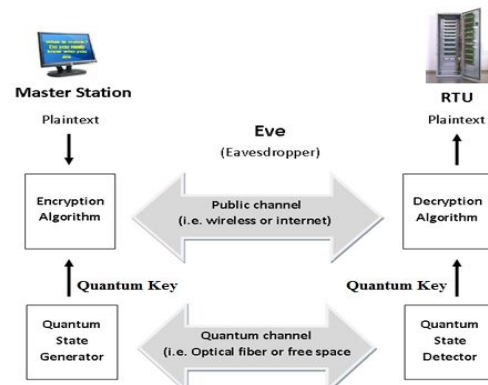 Master Station
RTU
Plaintext
Plaintext
Eve
(Eavesdropper)
Encryption
Algorithm
Public channel
(i.e. wireless or internet)
Decryption
Algorithm
Quantum Key
Quantum Key
Quantum
State
Generator
Quantum channel
(i.e. Optical fiber or free space
Quantum
State
Detector